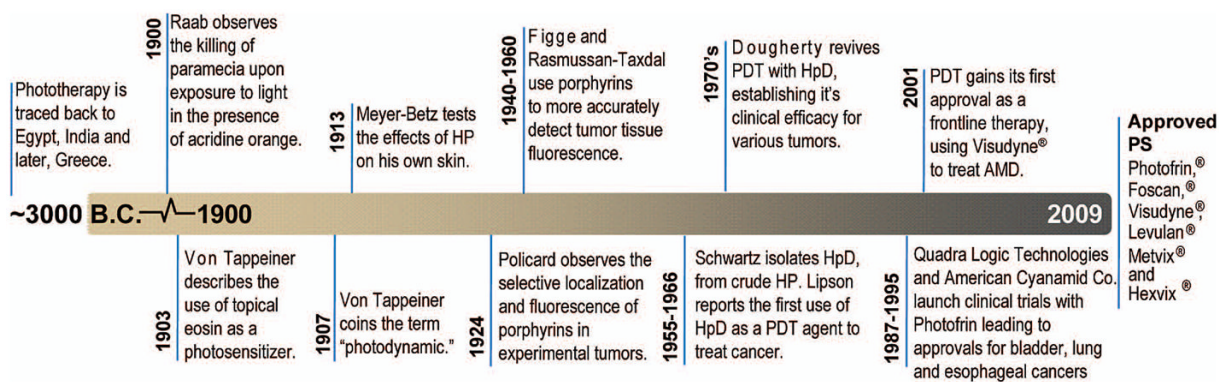 Phototherapy is
traced back to
Egypt, India and
later, Greece.
1900
Raab observes
the killing of
paramecia upon
exposure to light
in the presence
of acridine orange.
1913
Meyer-Betz tests
the effects of HP
on his own skin.
1940-1960
Figge and
Rasmussan-Taxdal
use porphyrins
to more accurately
detect tumor tissue
fluorescence.
1970's
Dougherty revives
PDT with HpD,
establishing it's
clinical efficacy for
various tumors.
2001
PDT gains its first
approval as a
frontline therapy,
using Visudyne®
to treat AMD.
Approved
PS
Photofrin,®
Foscan,®
Visudyne,®
Levulan®
Metvix®
and
Hexvix ®
~3000 B.C. 1900 2009
1903
Von Tappeiner
describes the
use of topical
eosin as a
photosensitizer.
1907
Von Tappeiner
coins the term
“photodynamic.”
1924
Policard observes the
selective localization
and fluorescence of
porphyrins in
experimental tumors.
1955-1966
Schwartz isolates HpD,
from crude HP. Lipson
reports the first use of
HpD as a PDT agent to
treat cancer.
1987-1995
Quadra Logic Technologies
and American Cyanamid Co.
launch clinical trials with
Photofrin leading to
approvals for bladder, lung
and esophageal cancers